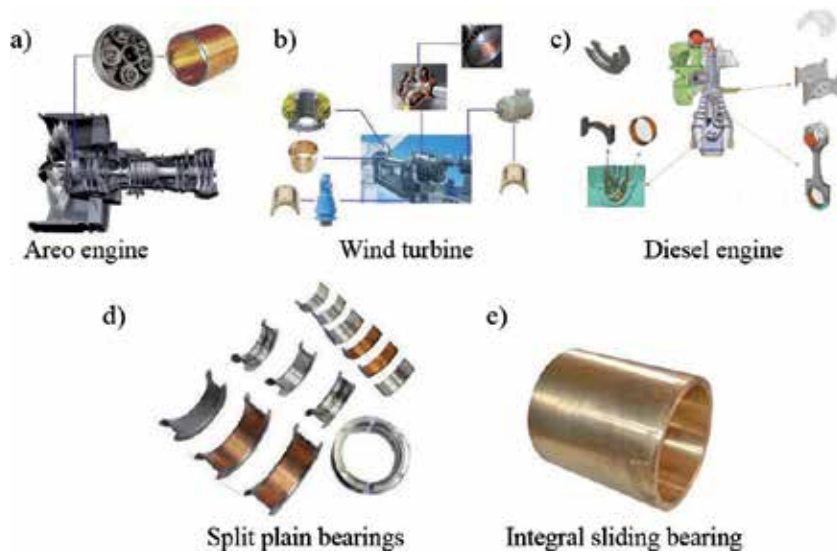 a)
b)
c)
Areo engine
Wind turbine
Diesel engine
d)
e)
Split plain bearings
Integral sliding bearing